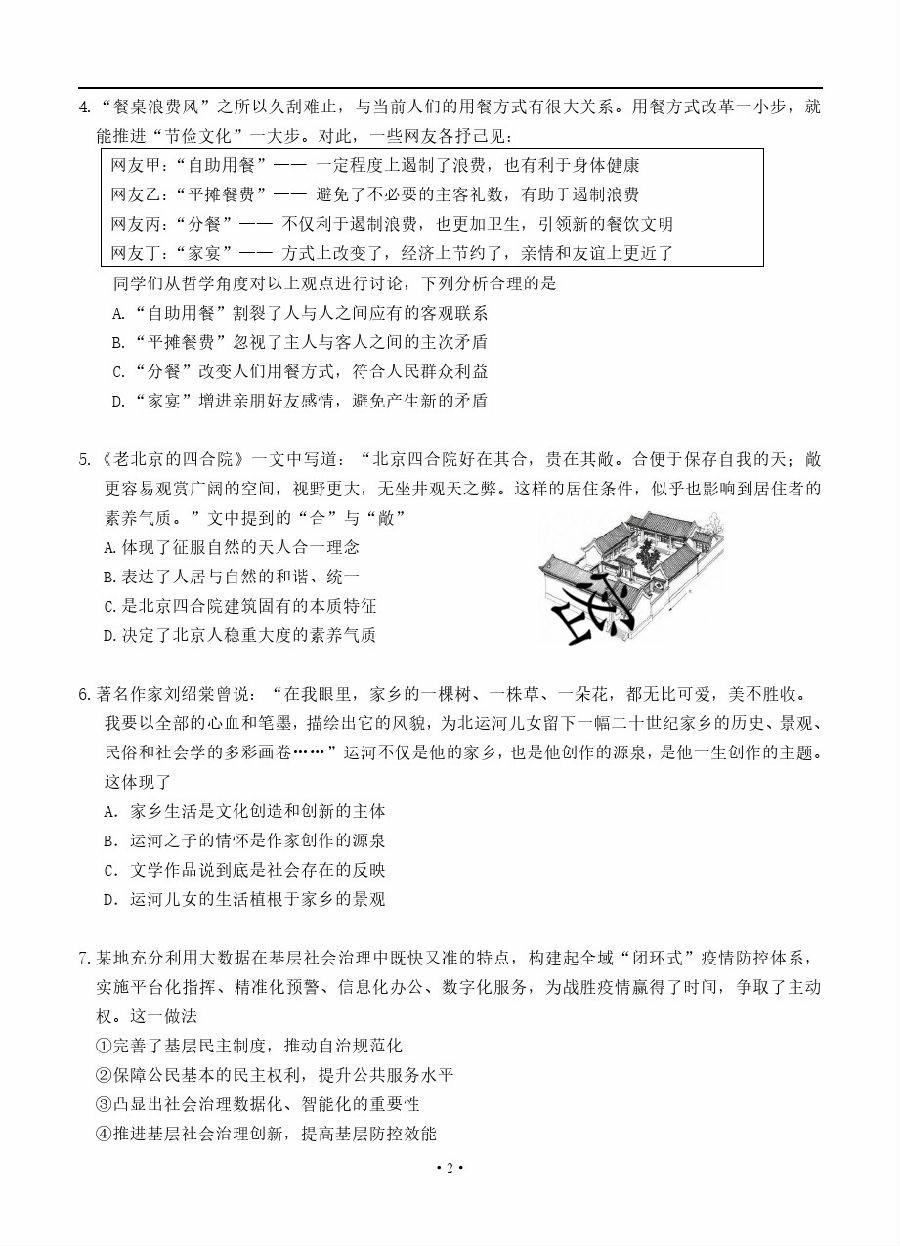 4. “餐桌浪费风”之所以久刮难止，与当前人们的用餐方式有很大关系。用餐方式改革一小步，就
能推进“节俭文化”一大步。对此，一些网友各抒己见：
网友甲：“自助用餐”—— 一定程度上遏制了浪费，也有利于身体健康
网友乙：“平摊餐费”—— 避免了不必要的主客礼数，有助于遏制浪费
网友丙：“分餐”—— 不仅利于遏制浪费，也更加卫生，引领新的餐饮文明
网友丁：“家宴”—— 方式上改变了，经济上节约了，亲情和友谊上更近了
同学们从哲学角度对以上观点进行讨论，下列分析合理的是
A. “自助用餐”割裂了人与人之间应有的客观联系
B. “平摊餐费”忽视了主人与客人之间的主次矛盾
C. “分餐”改变人们用餐方式，符合人民群众利益
D. “家宴”增进亲朋好友感情，避免产生新的矛盾
5. 《老北京的四合院》一文中写道：“北京四合院好在其合，贵在其敞。合便于保存自我的天；敞
更容易观赏广阔的空间，视野更大，无坐井观天之弊。这样的居住条件，似乎也影响到居住者的
素养气质。”文中提到的“合”与“敞”
A. 体现了征服自然的天人合一理念
B. 表达了人居与自然的和谐、统一
C. 是北京四合院建筑固有的本质特征
D. 决定了北京人稳重大度的素养气质
密
6. 著名作家刘绍棠曾说：“在我眼里，家乡的一棵树、一株草、一朵花，都无比可爱，美不胜收。
我要以全部的心血和笔墨，描绘出它的风貌，为北运河儿女留下一幅二十世纪家乡的历史、景观、
民俗和社会学的多彩画卷……”运河不仅是他的家乡，也是他创作的源泉，是他一生创作的主题。
这体现了
A. 家乡生活是文化创造和创新的主体
B. 运河之子的情怀是作家创作的源泉
C. 文学作品说到底是社会存在的反映
D. 运河儿女的生活植根于家乡的景观
7. 某地充分利用大数据在基层社会治理中既快又准的特点，构建起全域“闭环式”疫情防控体系，
实施平台化指挥、精准化预警、信息化办公、数字化服务，为战胜疫情赢得了时间，争取了主动
权。这一做法
①完善了基层民主制度，推动自治规范化
②保障公民基本的民主权利，提升公共服务水平
③凸显出社会治理数据化、智能化的重要性
④推进基层社会治理创新，提高基层防控效能
·2·